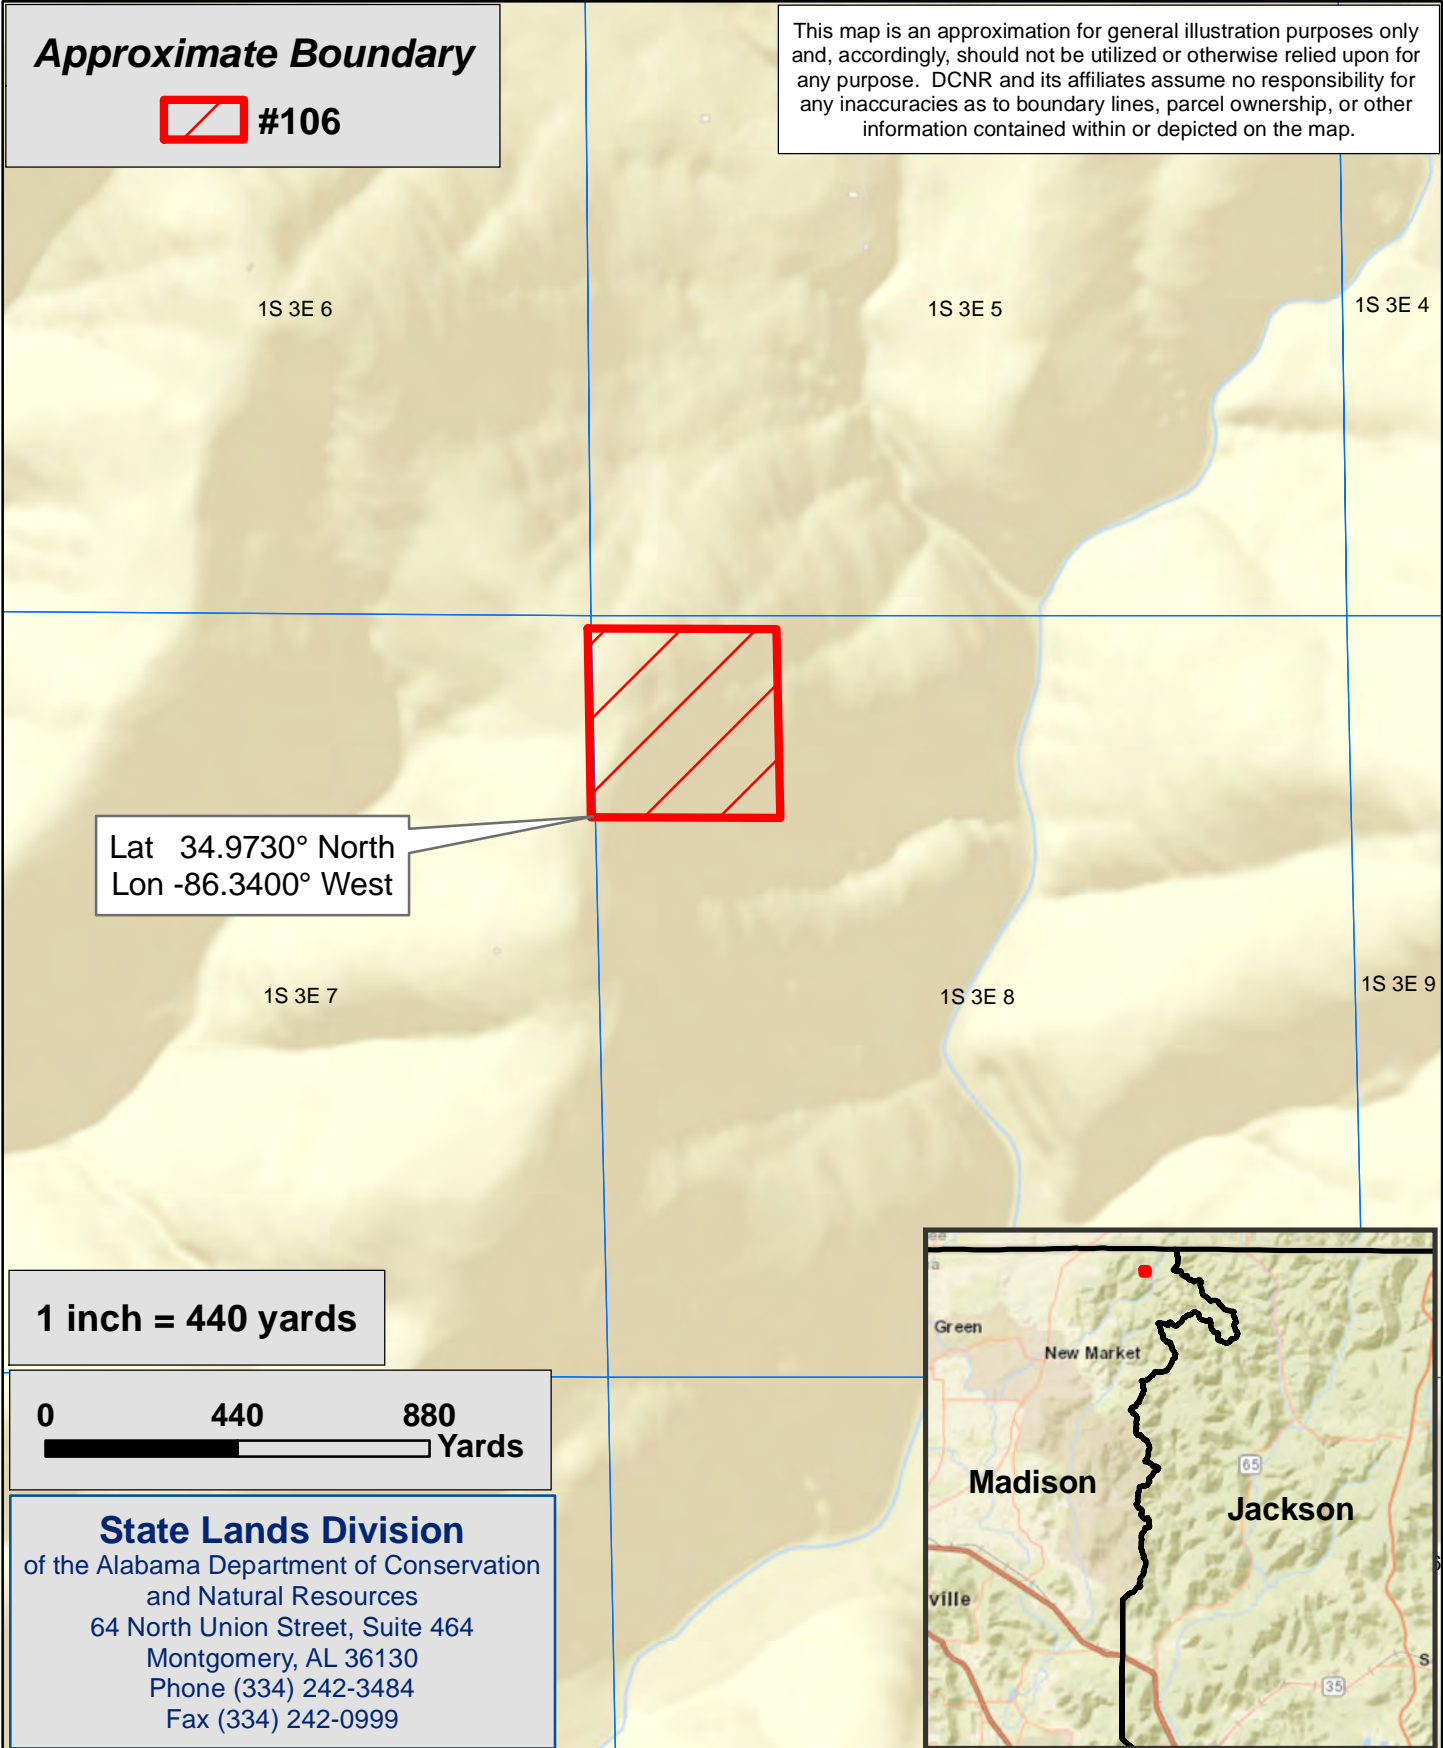 Approximate Boundary
#106
This map is an approximation for general illustration purposes only
and, accordingly, should not be utilized or otherwise relied upon for
any purpose.  DCNR and its affiliates assume no responsibility for
any inaccuracies as to boundary lines, parcel ownership, or other
information contained within or depicted on the map.
1S 3E 6
1S 3E 5
1S 3E 4
Lat   34.9730° North
Lon -86.3400° West
1S 3E 7
1S 3E 8
1S 3E 9
1 inch = 440 yards
0 440 880
Yards
State Lands Division
of the Alabama Department of Conservation
and Natural Resources
64 North Union Street, Suite 464
Montgomery, AL 36130
Phone (334) 242-3484
Fax (334) 242-0999
Green
New Market
65
Madison
Jackson
ville
S
35